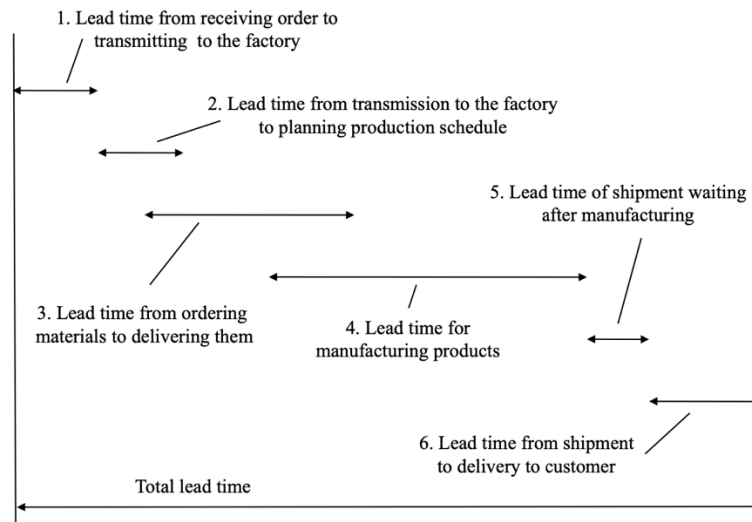 1. Lead time from receiving order to
transmitting to the factory
2. Lead time from transmission to the factory
to planning production schedule
5. Lead time of shipment waiting
after manufacturing
3. Lead time from ordering
materials to delivering them
4. Lead time for
manufacturing products
6. Lead time from shipment
to delivery to customer
Total lead time